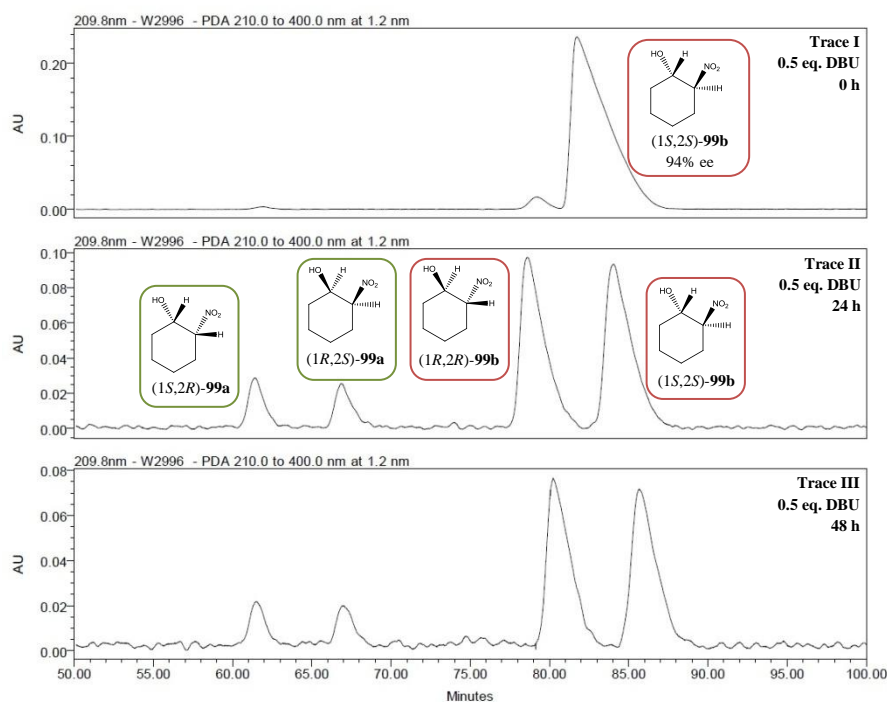 209.8nm - W2996 - PDA 210.0 to 400.0 nm at 1.2 nm
Trace I
0.5 eq. DBU
0 h
0.20
0.10
0.00
AU
HO
H
NO2
H
(1S,2S)-99b
94% ee
209.8nm - W2996 - PDA 210.0 to 400.0 nm at 1.2 nm
Trace II
0.5 eq. DBU
24 h
0.10
0.08
0.06
0.04
0.02
0.00
AU
HO
H
NO2
H
(1S,2R)-99a
HO
H
NO2
H
(1R,2S)-99a
HO
H
NO2
H
(1R,2R)-99b
HO
H
NO2
H
(1S,2S)-99b
209.8nm - W2996 - PDA 210.0 to 400.0 nm at 1.2 nm
Trace III
0.5 eq. DBU
48 h
0.08
0.06
0.04
0.02
0.00
AU
50.00 55.00 60.00 65.00 70.00 75.00 80.00 85.00 90.00 95.00 100.00
Minutes